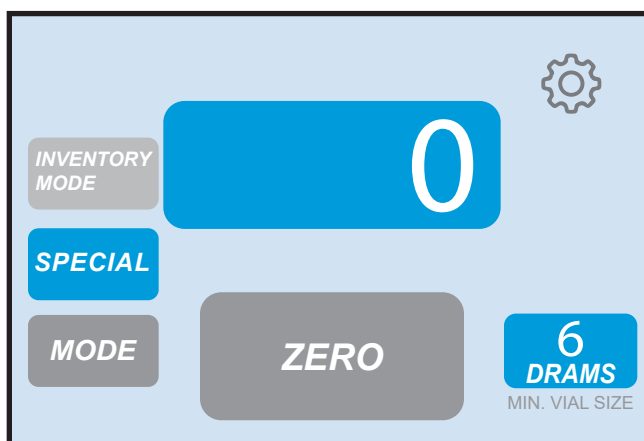 0
INVENTORY
MODE
SPECIAL
MODE
ZERO
6
DRAMS
MIN. VIAL SIZE